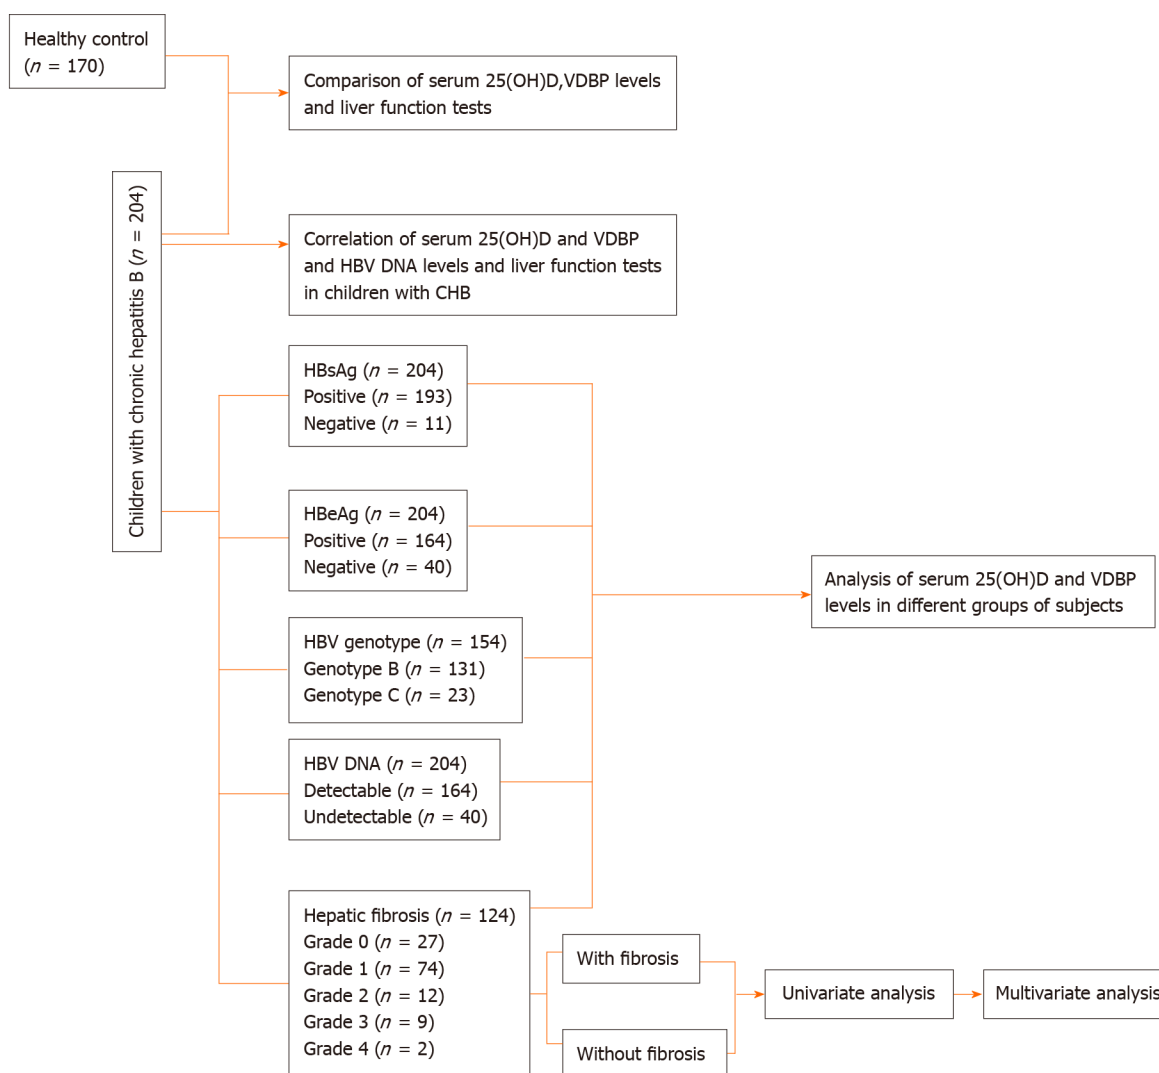 Healthy control
(n = 170)
Comparison of serum 25(OH)D,VDBP levels
and liver function tests
Children with chronic hepatitis B (n = 204)
Correlation of serum 25(OH)D and VDBP
and HBV DNA levels and liver function tests
in children with CHB
HBsAg (n = 204)
Positive (n = 193)
Negative (n = 11)
HBeAg (n = 204)
Positive (n = 164)
Negative (n = 40)
Analysis of serum 25(OH)D and VDBP
levels in different groups of subjects
HBV genotype (n = 154)
Genotype B (n = 131)
Genotype C (n = 23)
HBV DNA (n = 204)
Detectable (n = 164)
Undetectable (n = 40)
Hepatic fibrosis (n = 124)
Grade 0 (n = 27)
Grade 1 (n = 74)
Grade 2 (n = 12)
Grade 3 (n = 9)
Grade 4 (n = 2)
With fibrosis
Without fibrosis
Univariate analysis
Multivariate analysis